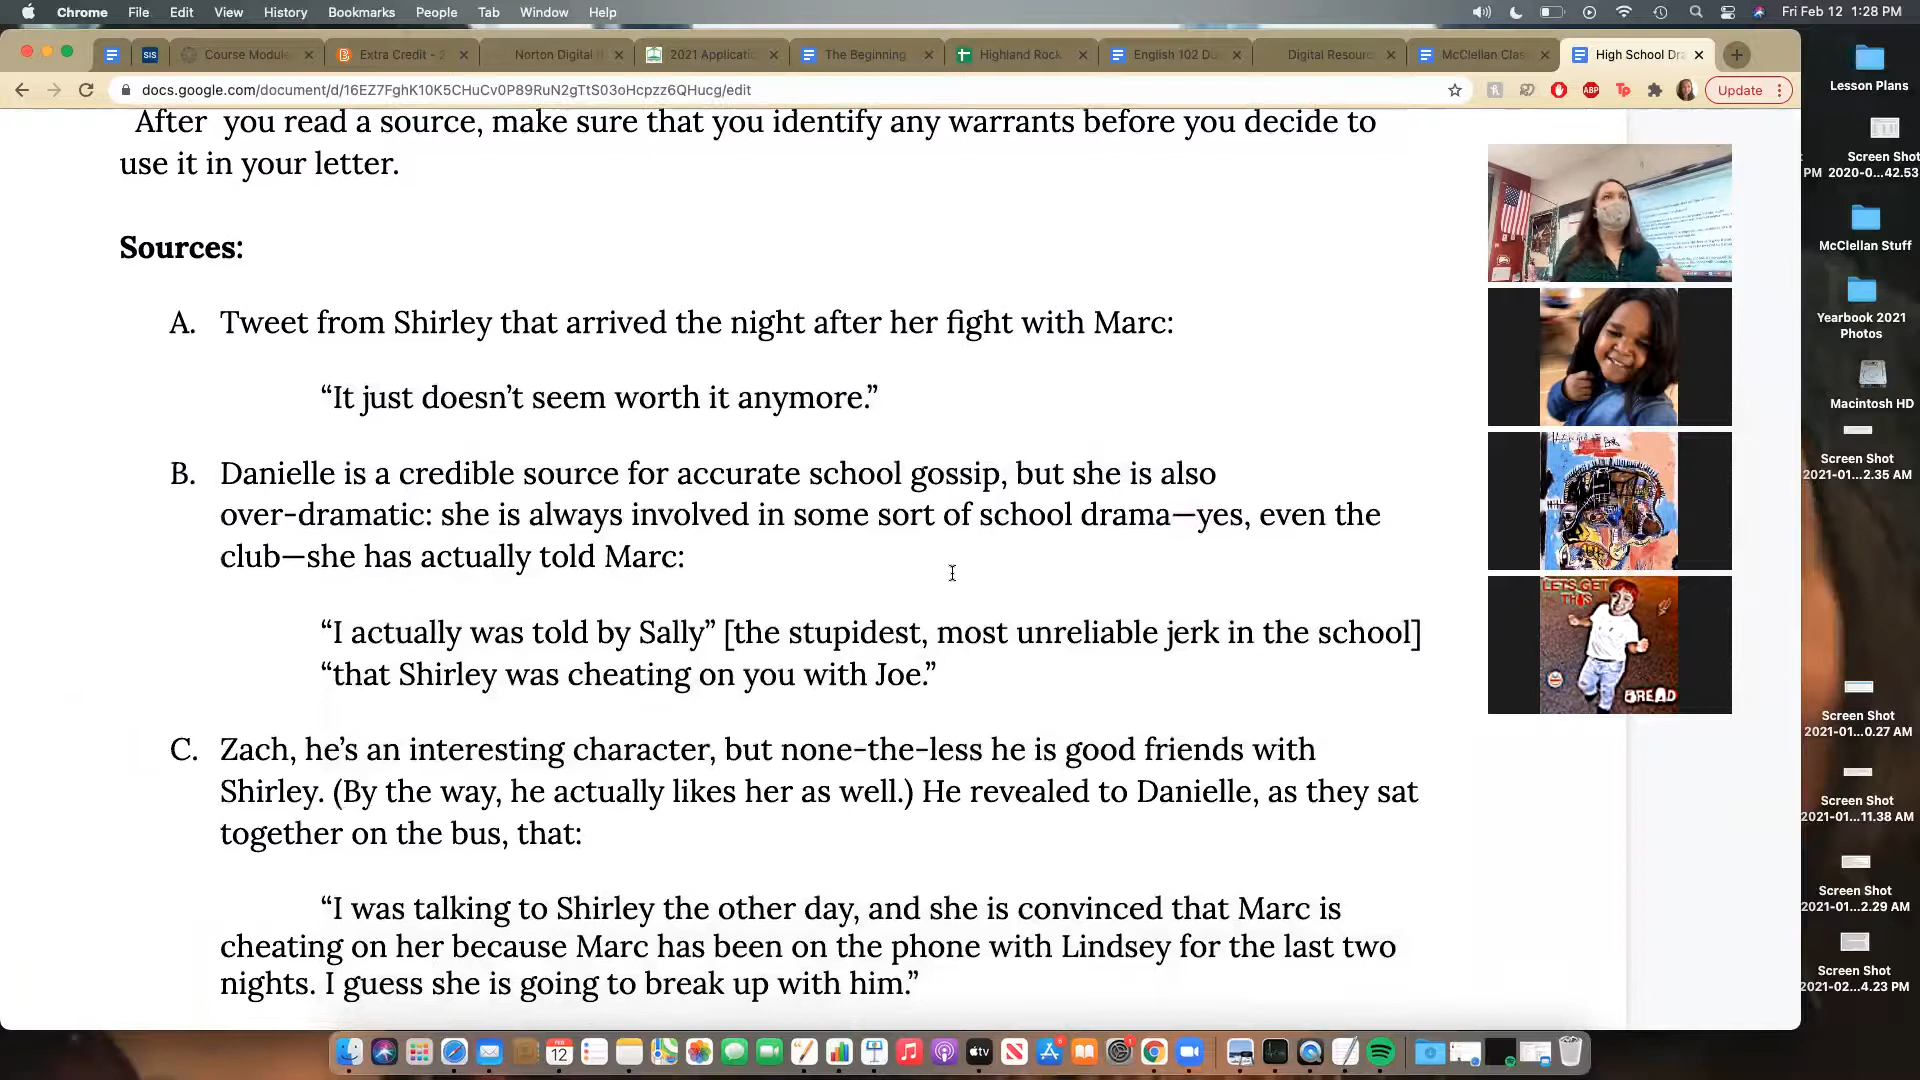 Chrome File Edit View History Bookmarks People Tab Window Help Fri Feb 12 1:28 PM
SIS Course Module Extra Credit - 2 Norton Digital 2021 Applicati The Beginning Highland Rock English 102 Du Digital Resourc McClellan Clas High School Dra
docs.google.com/document/d/16EZ7FghK10K5CHuCv0P89RuN2gTtS03oHcpzz6QHucg/edit ABP Update
After you read a source, make sure that you identify any warrants before you decide to
use it in your letter.
Sources:
A. Tweet from Shirley that arrived the night after her fight with Marc:
“It just doesn’t seem worth it anymore.”
B. Danielle is a credible source for accurate school gossip, but she is also
over-dramatic: she is always involved in some sort of school drama—yes, even the
club—she has actually told Marc:
“I actually was told by Sally” [the stupidest, most unreliable jerk in the school]
“that Shirley was cheating on you with Joe.”
C. Zach, he’s an interesting character, but none-the-less he is good friends with
Shirley. (By the way, he actually likes her as well.) He revealed to Danielle, as they sat
together on the bus, that:
“I was talking to Shirley the other day, and she is convinced that Marc is
cheating on her because Marc has been on the phone with Lindsey for the last two
nights. I guess she is going to break up with him.”
LETS GET
THIS
BREAD
Lesson Plans
Screen Shot
PM 2020-0...42.53
McClellan Stuff
Yearbook 2021
Photos
Macintosh HD
Screen Shot
2021-01...2.35 AM
Screen Shot
2021-01...0.27 AM
Screen Shot
2021-01...11.38 AM
Screen Shot
2021-01...2.29 AM
Screen Shot
2021-02...4.23 PM
FEB
12
tv